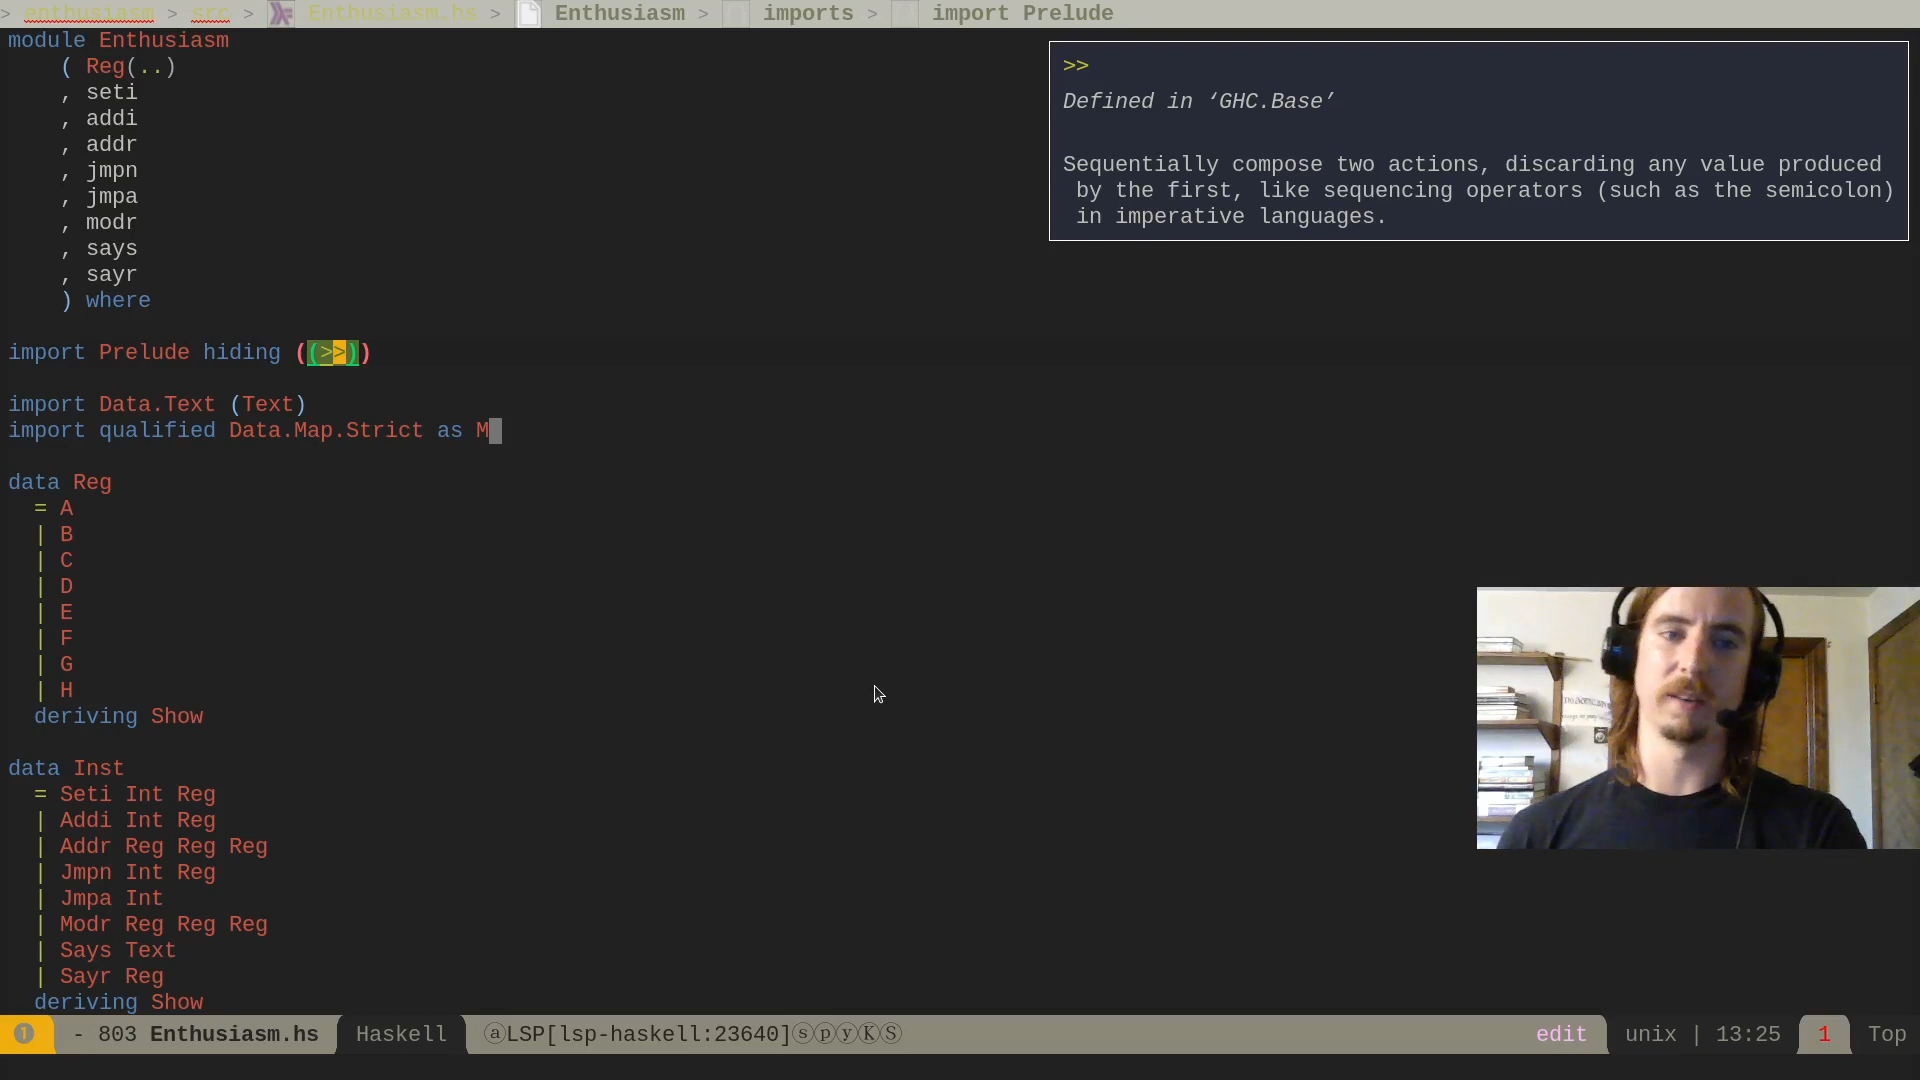 > enthusiasm > src > Enthusiasm.hs > Enthusiasm > imports > import Prelude
module Enthusiasm
( Reg(..)
, seti
, addi
, addr
, jmpn
, jmpa
, modr
, says
, sayr
) where
import Prelude hiding ((>>))
import Data.Text (Text)
import qualified Data.Map.Strict as M
data Reg
= A
| B
| C
| D
| E
| F
| G
| H
deriving Show
data Inst
= Seti Int Reg
| Addi Int Reg
| Addr Reg Reg Reg
| Jmpn Int Reg
| Jmpa Int
| Modr Reg Reg Reg
| Says Text
| Sayr Reg
deriving Show
>>
Defined in ‘GHC.Base’
Sequentially compose two actions, discarding any value produced
by the first, like sequencing operators (such as the semicolon)
in imperative languages.
❶ - 803 Enthusiasm.hs Haskell ⓐLSP[lsp-haskell:23640]ⓢⓟⓨⓀⓈ edit unix | 13:25 1 Top